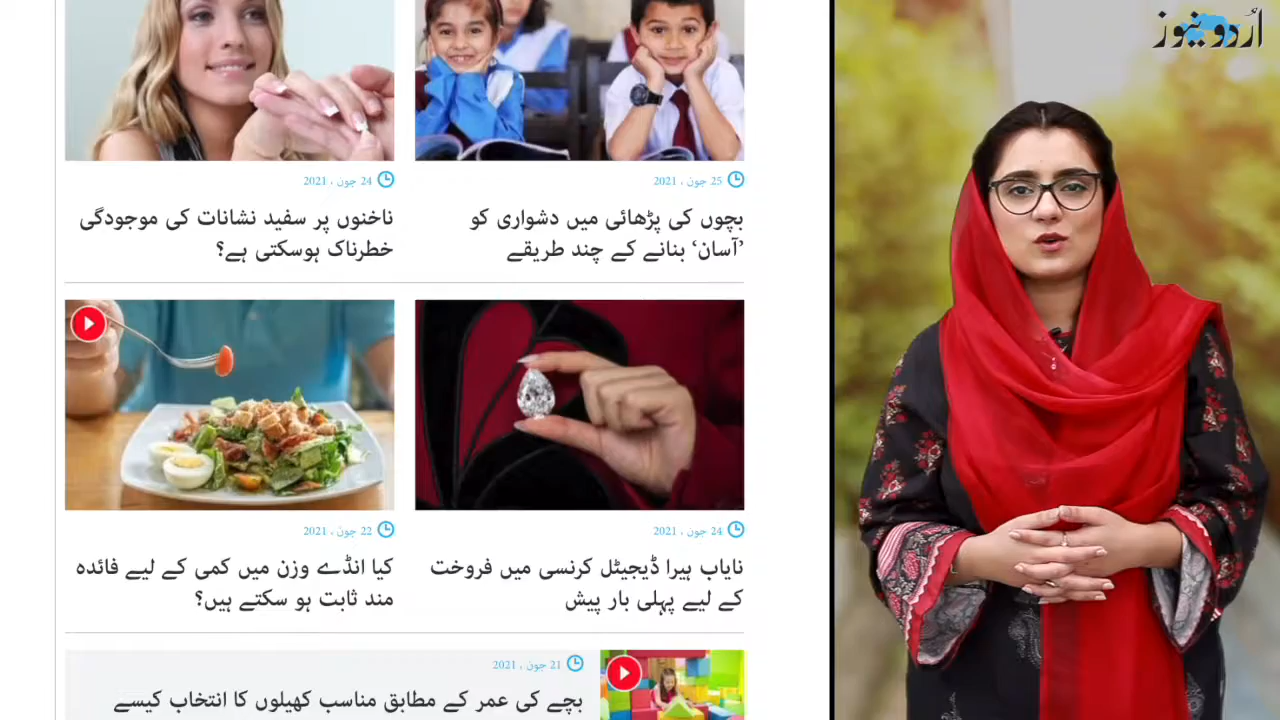 اردو نیوز
25 جون ، 2021
بچوں کی پڑھائی میں دشواری کو
’آسان‘ بنانے کے چند طریقے
24 جون ، 2021
ناخنوں پر سفید نشانات کی موجودگی
خطرناک ہوسکتی ہے؟
24 جون ، 2021
نایاب ہیرا ڈیجیٹل کرنسی میں فروخت
کے لیے پہلی بار پیش
22 جون ، 2021
کیا انڈے وزن میں کمی کے لیے فائدہ
مند ثابت ہو سکتے ہیں؟
21 جون ، 2021
بچے کی عمر کے مطابق مناسب کھیلوں کا انتخاب کیسے